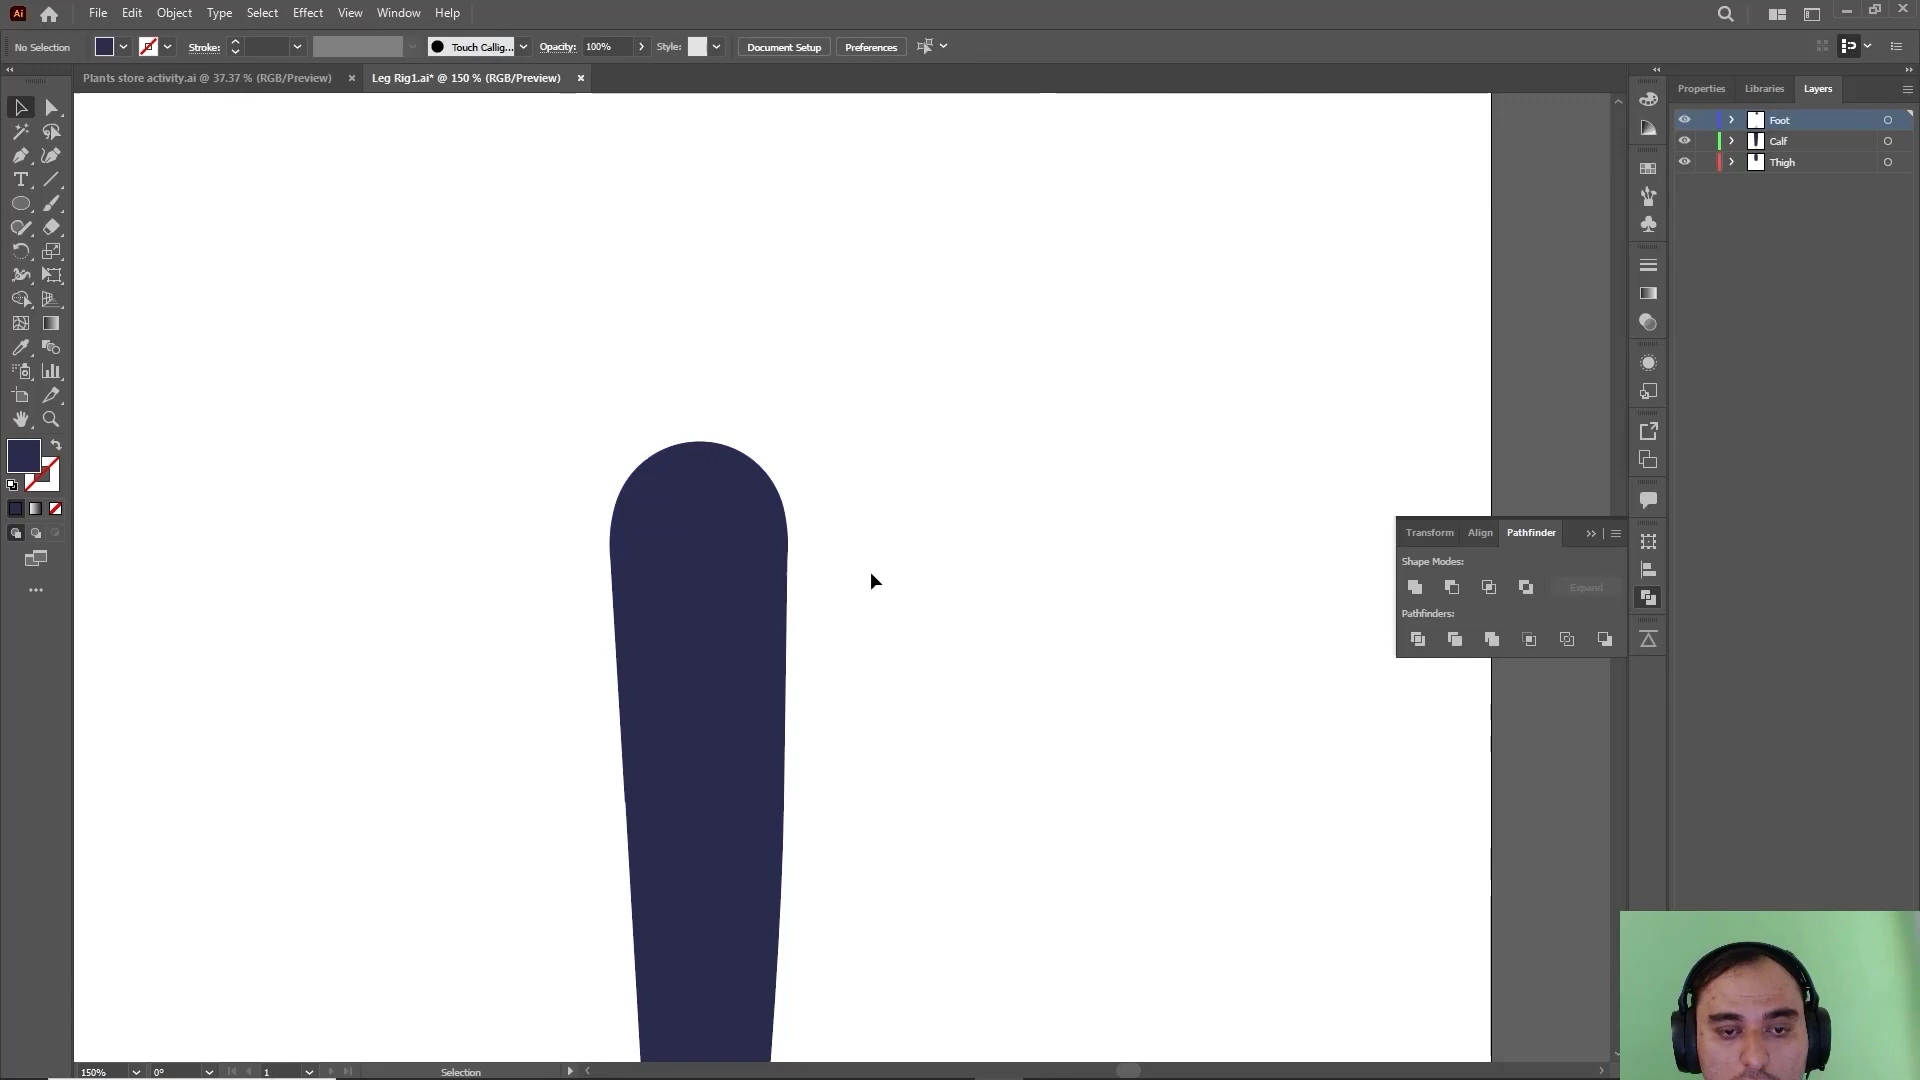 Ai File Edit Object Type Select Effect View Window Help
No Selection Stroke: Touch Callig... Opacity: 100% Style: Document Setup Preferences
Plants store activity.ai @ 37.37 % (RGB/Preview) × Leg Rig1.ai* @ 150 % (RGB/Preview) ×
Properties Libraries Layers
Foot
Calf
Thigh
Transform Align Pathfinder
Shape Modes:
Expand
Pathfinders:
150% 0° 1 Selection